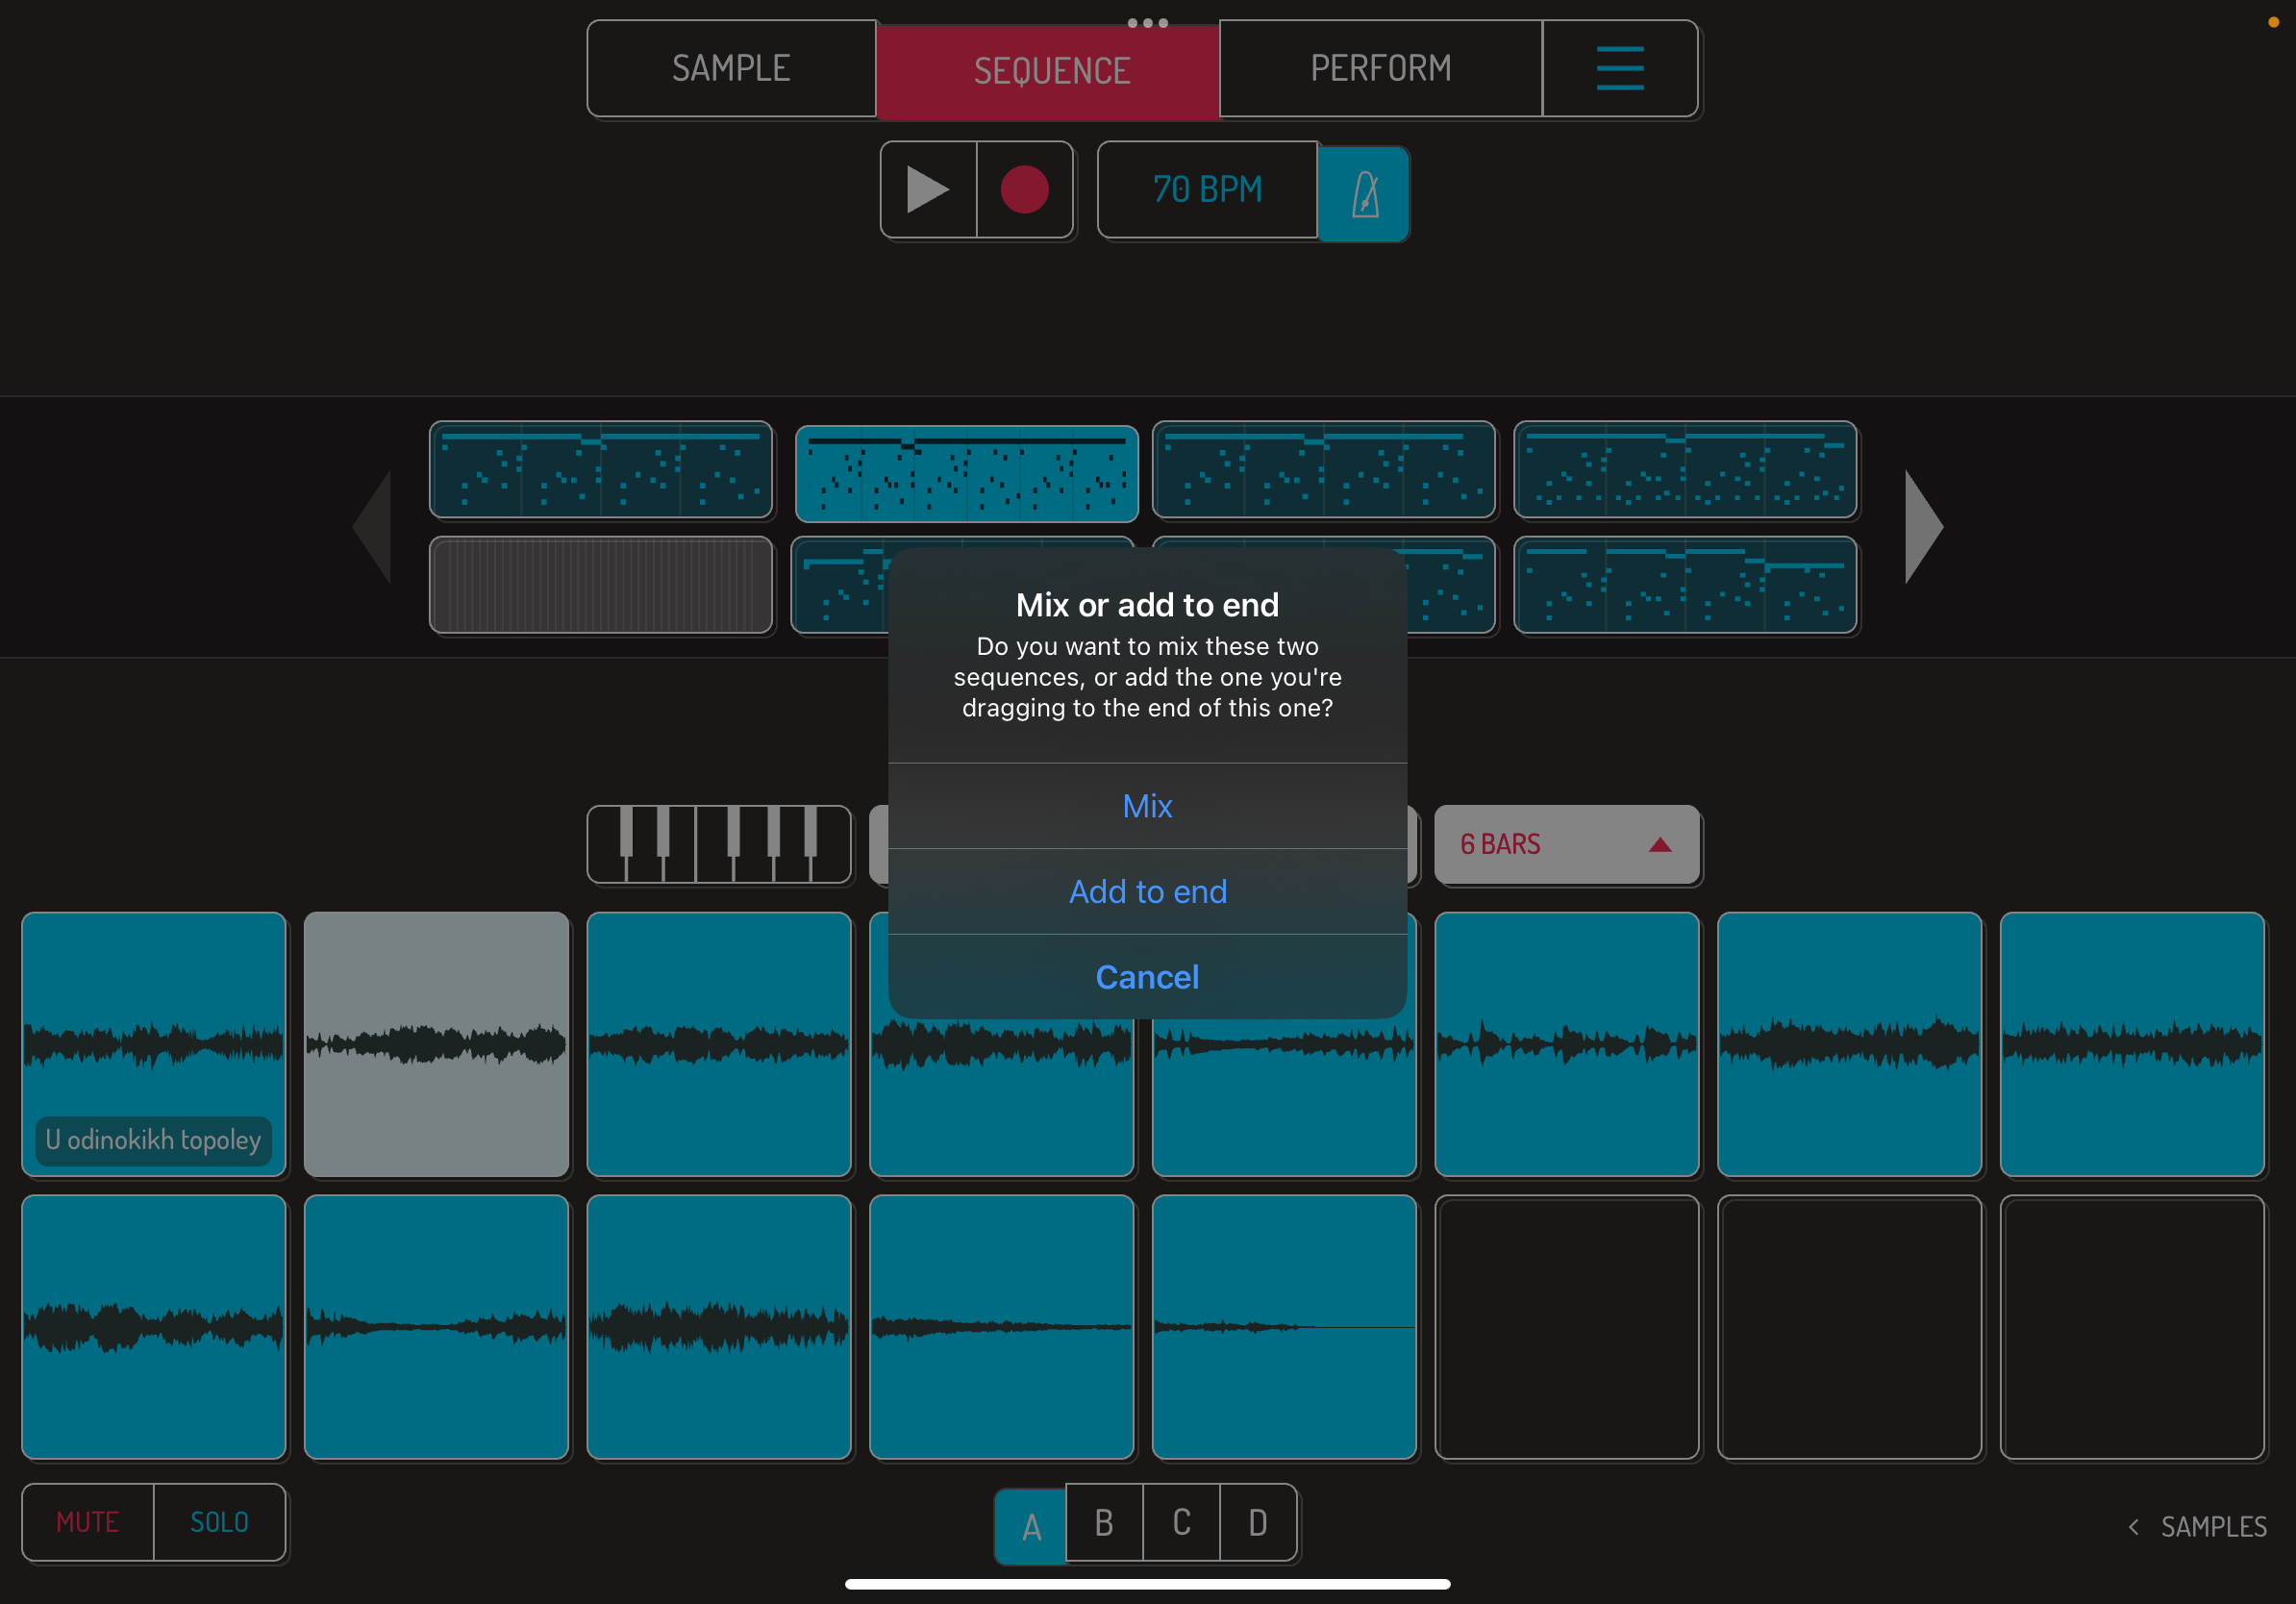 SAMPLE
SEQUENCE
PERFORM
70 BPM
Mix or add to end
Do you want to mix these two
sequences, or add the one you're
dragging to the end of this one?
Mix
Add to end
Cancel
6 BARS
U odinokikh topoley
MUTE
SOLO
A
B
C
D
< SAMPLES